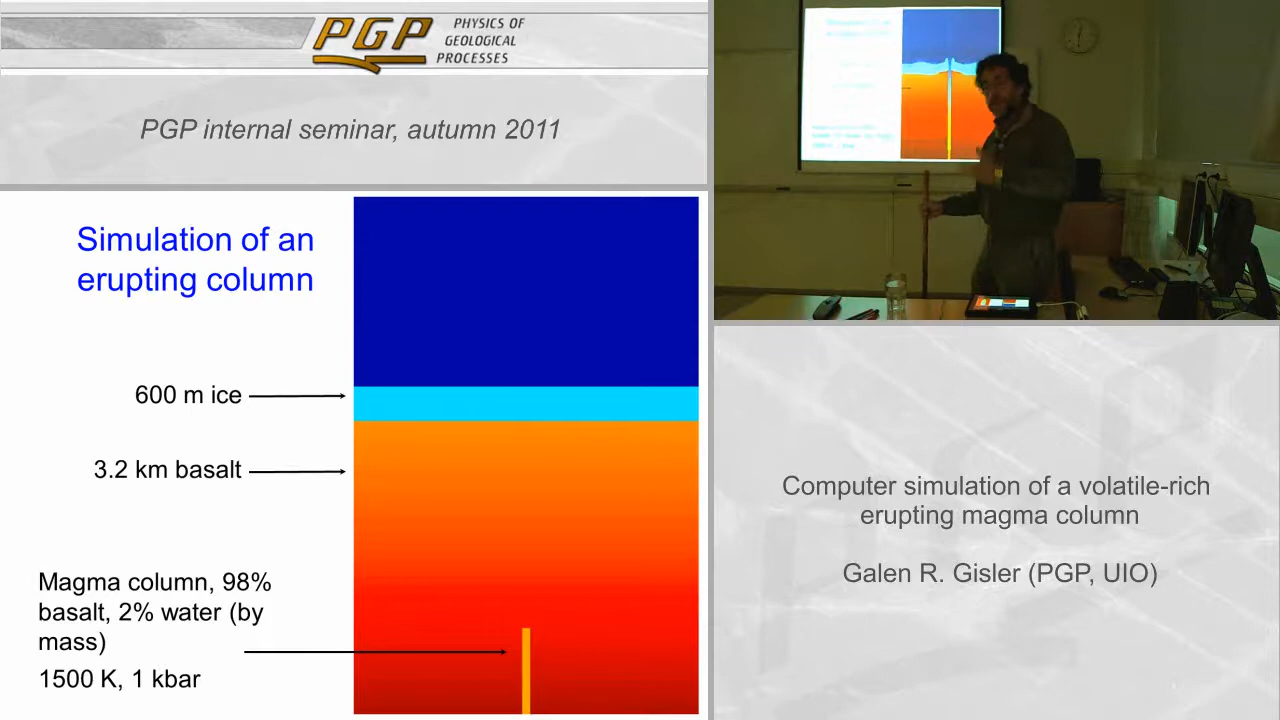 PGP
PHYSICS OF
GEOLOGICAL
PROCESSES
PGP internal seminar, autumn 2011
Simulation of an
erupting column
600 m ice
3.2 km basalt
Magma column, 98%
basalt, 2% water (by
mass)
1500 K, 1 kbar
Computer simulation of a volatile-rich
erupting magma column
Galen R. Gisler (PGP, UIO)